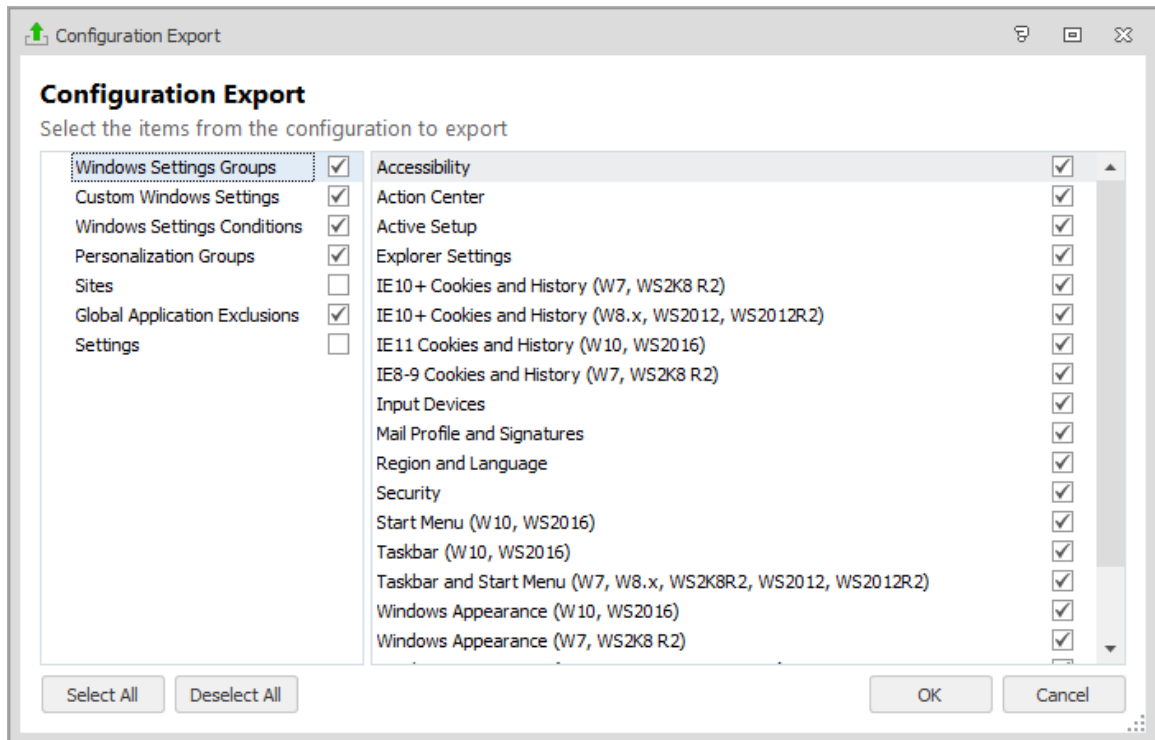 Configuration Export
Configuration Export
Select the items from the configuration to export
Windows Settings Groups
Custom Windows Settings
Windows Settings Conditions
Personalization Groups
Sites
Global Application Exclusions
Settings
Accessibility
Action Center
Active Setup
Explorer Settings
IE10+ Cookies and History (W7, WS2K8 R2)
IE10+ Cookies and History (W8.x, WS2012, WS2012R2)
IE11 Cookies and History (W10, WS2016)
IE8-9 Cookies and History (W7, WS2K8 R2)
Input Devices
Mail Profile and Signatures
Region and Language
Security
Start Menu (W10, WS2016)
Taskbar (W10, WS2016)
Taskbar and Start Menu (W7, W8.x, WS2K8R2, WS2012, WS2012R2)
Windows Appearance (W10, WS2016)
Windows Appearance (W7, WS2K8 R2)
Select All
Deselect All
OK
Cancel